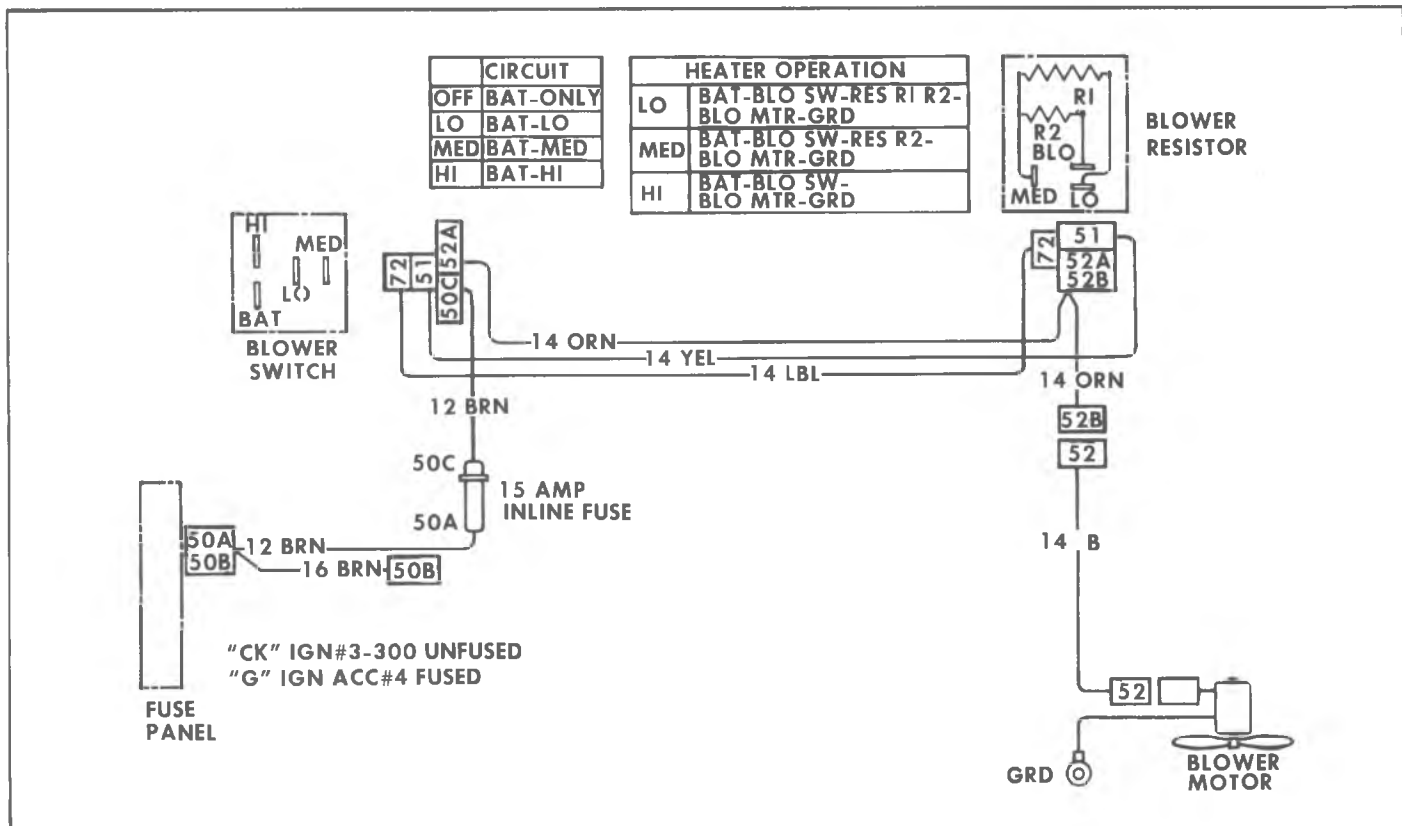 CIRCUIT
OFF BAT-ONLY
LO BAT-LO
MED BAT-MED
HI BAT-HI
HEATER OPERATION
LO BAT-BLO SW-RES R1 R2-
BLO MTR-GRD
MED BAT-BLO SW-RES R2-
BLO MTR-GRD
HI BAT-BLO SW-
BLO MTR-GRD
R1
R2
BLO
MED
LO
BLOWER
RESISTOR
HI
MED
LO
BAT
BLOWER
SWITCH
72
51
52A
50C
72
51
52A
52B
14 ORN
14 YEL
14 LBL
14 ORN
12 BRN
52B
52
50C
15 AMP
INLINE FUSE
50A
50A
50B
12 BRN
16 BRN
50B
14 B
"CK" IGN#3-300 UNFUSED
"G" IGN ACC#4 FUSED
FUSE
PANEL
52
GRD
BLOWER
MOTOR